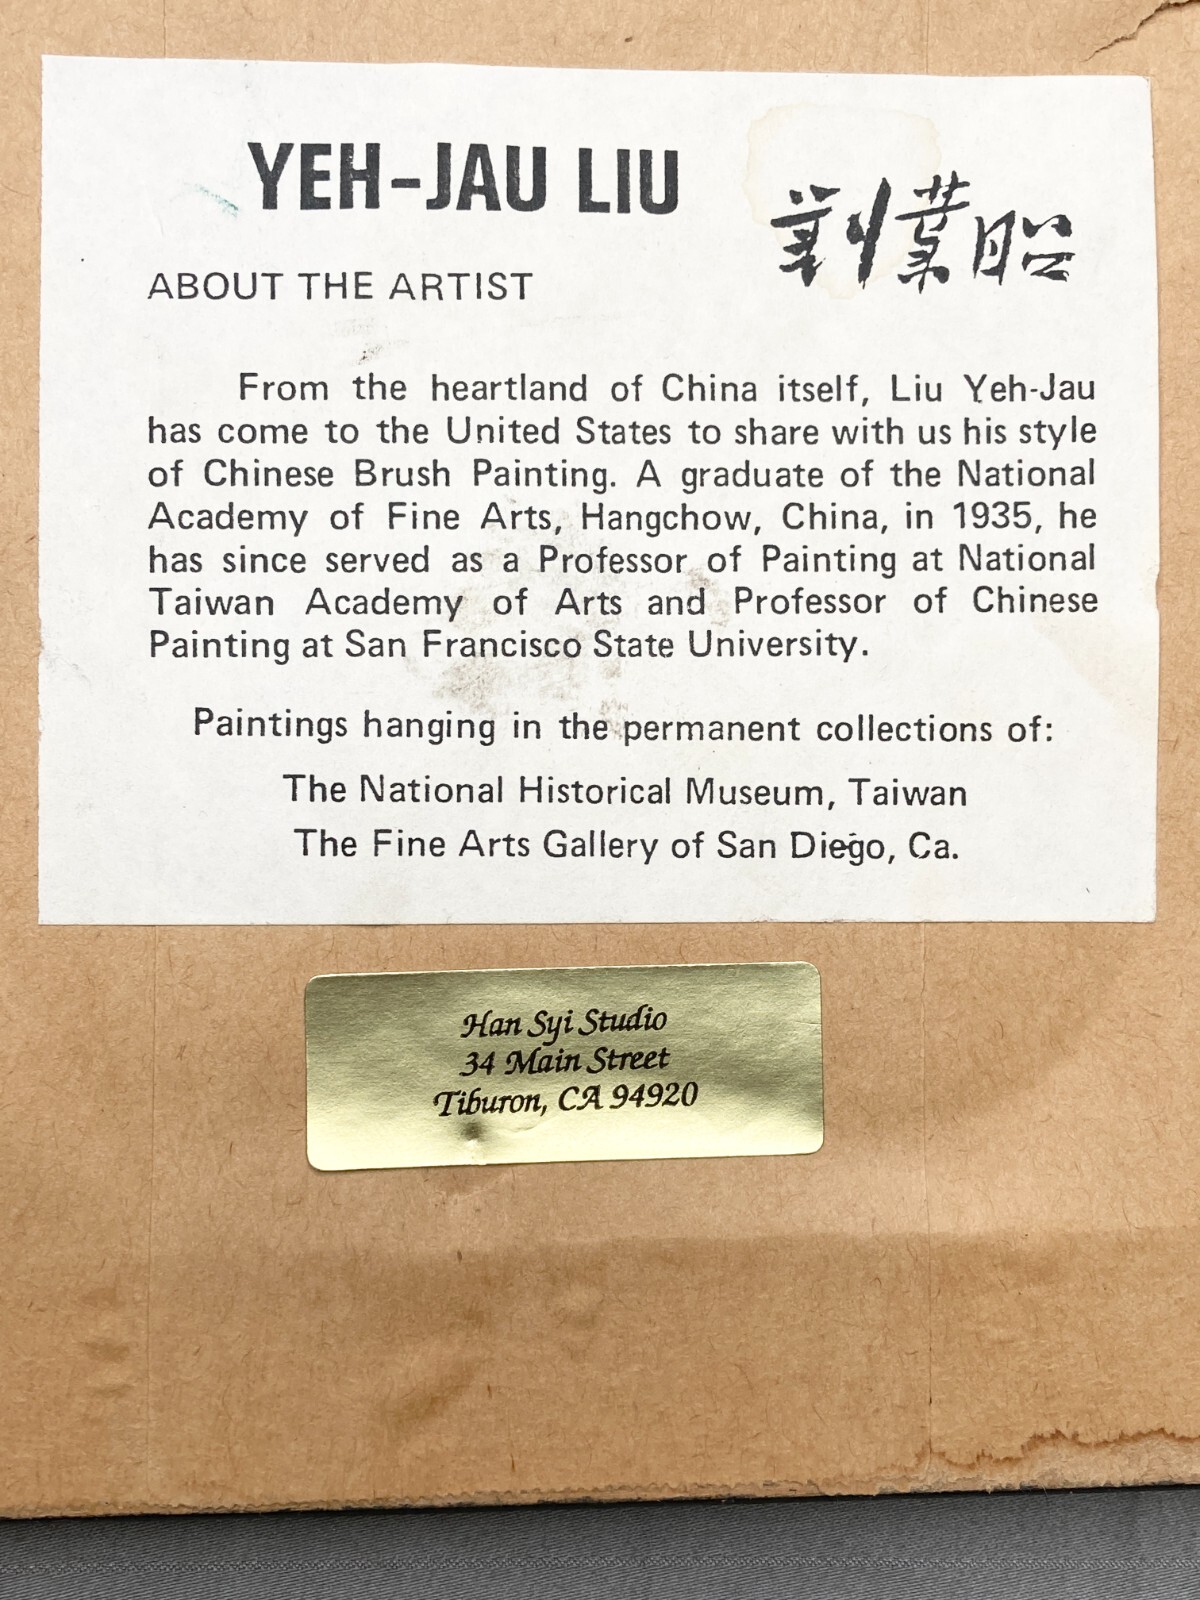 YEH-JAU LIU
劉業昭
ABOUT THE ARTIST
From the heartland of China itself, Liu Yeh-Jau
has come to the United States to share with us his style
of Chinese Brush Painting. A graduate of the National
Academy of Fine Arts, Hangchow, China, in 1935, he
has since served as a Professor of Painting at National
Taiwan Academy of Arts and Professor of Chinese
Painting at San Francisco State University.
Paintings hanging in the permanent collections of:
The National Historical Museum, Taiwan
The Fine Arts Gallery of San Diego, Ca.
Han Syi Studio
34 Main Street
Tiburon, CA 94920